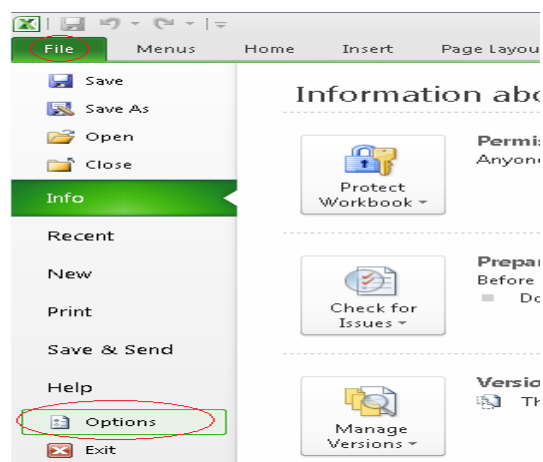 File Menus Home Insert Page Layou
Save
Save As
Open
Close
Info
Recent
New
Print
Save & Send
Help
Options
Exit
Information abo
Protect
Workbook
Permis
Anyone
Check for
Issues
Prepar
Before
Do
Manage
Versions
Versio
Th